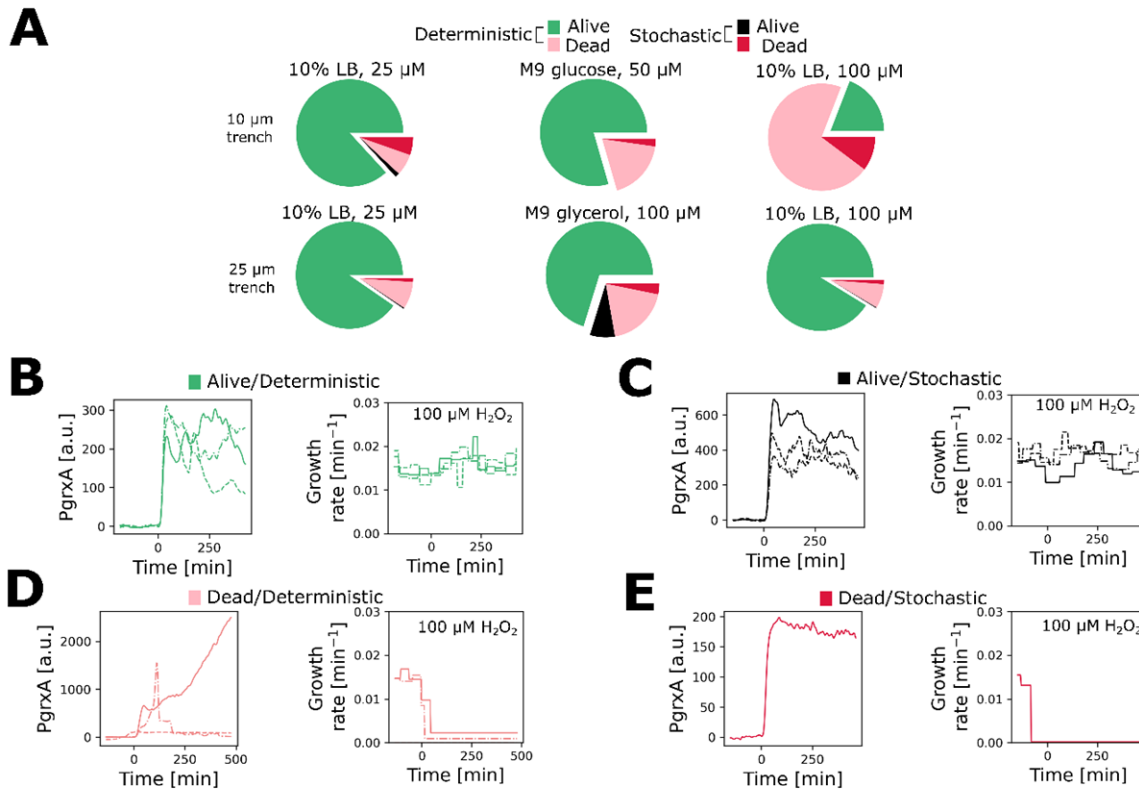 A
Deterministic
Alive
Dead
Stochastic
Alive
Dead
10% LB, 25 µM
M9 glucose, 50 µM
10% LB, 100 µM
10 µm
trench
10% LB, 25 µM
M9 glycerol, 100 µM
10% LB, 100 µM
25 µm
trench
B
Alive/Deterministic
PgrxA [a.u.]
300
200
100
0
0
250
Time [min]
Growth
rate [min⁻¹]
100 µM H₂O₂
0.03
0.02
0.01
0.00
0
250
Time [min]
C
Alive/Stochastic
PgrxA [a.u.]
600
400
200
0
0
250
Time [min]
Growth
rate [min⁻¹]
100 µM H₂O₂
0.03
0.02
0.01
0.00
0
250
Time [min]
D
Dead/Deterministic
PgrxA [a.u.]
2000
1000
0
0
250
500
Time [min]
Growth
rate [min⁻¹]
100 µM H₂O₂
0.03
0.02
0.01
0.00
0
250
500
Time [min]
E
Dead/Stochastic
PgrxA [a.u.]
200
150
100
50
0
0
250
Time [min]
Growth
rate [min⁻¹]
100 µM H₂O₂
0.03
0.02
0.01
0.00
0
250
Time [min]